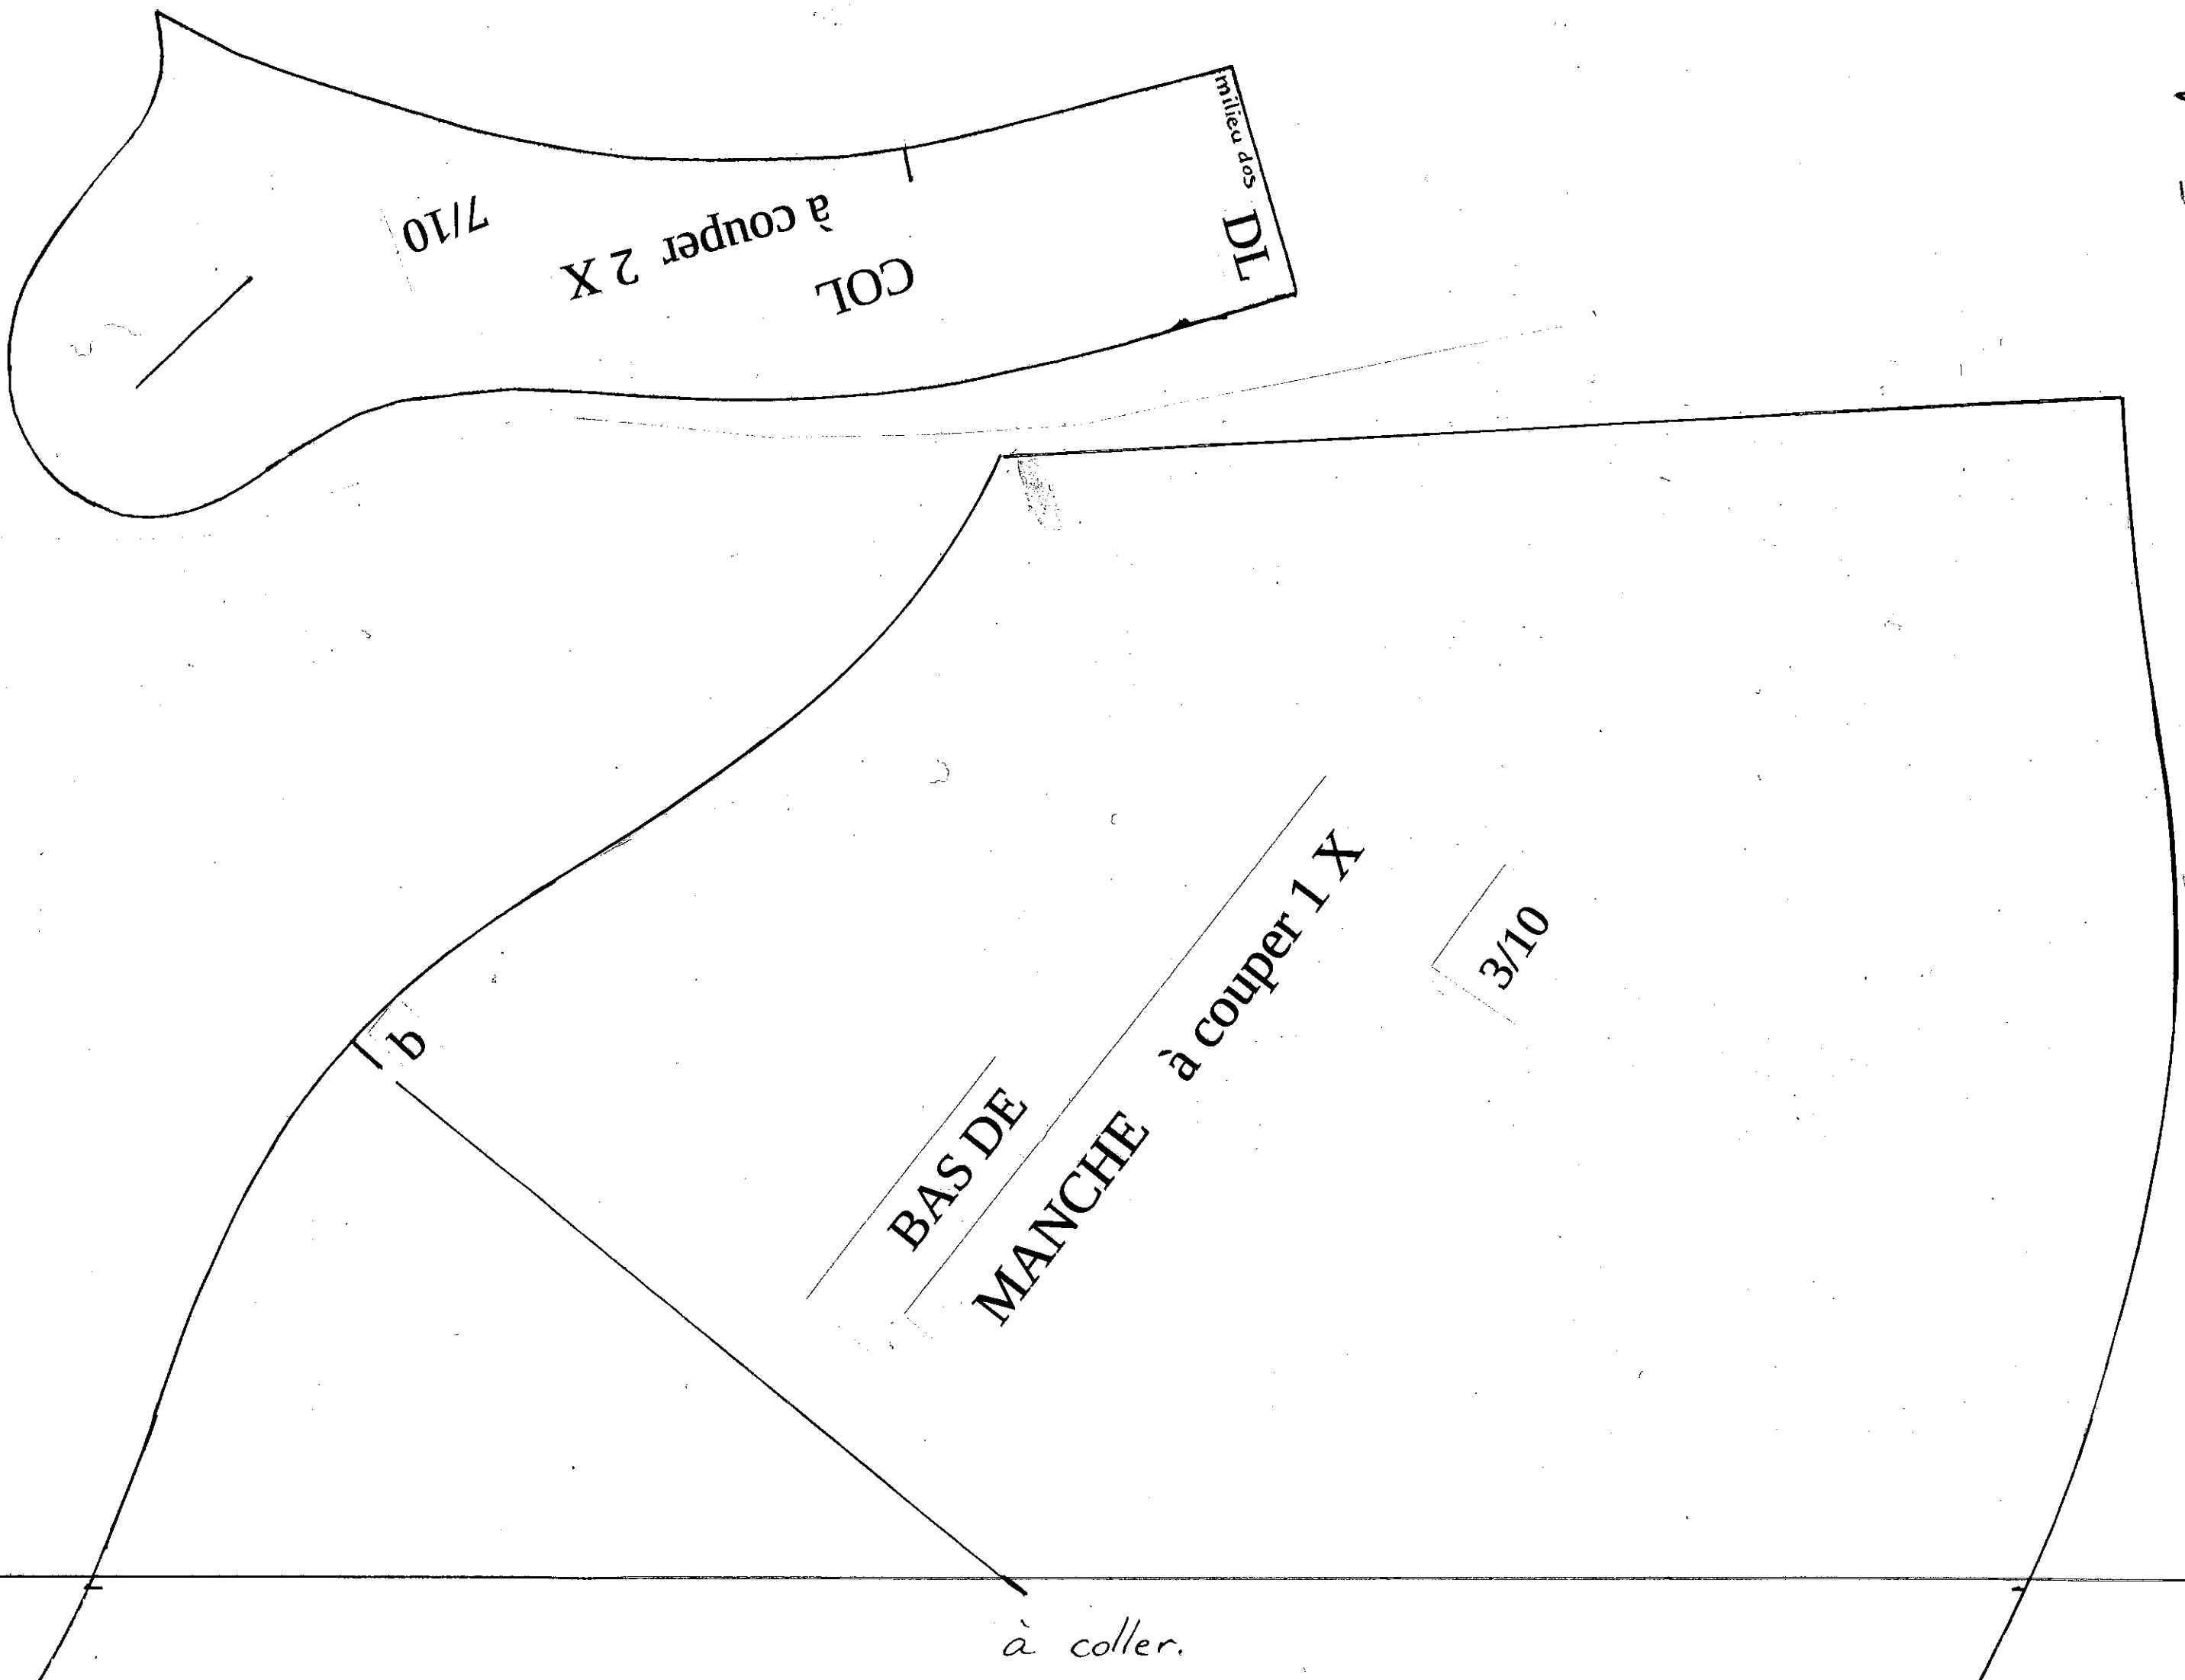 milieu dos
DL
COL
à couper 2 X
7/10
b
BAS DE
MANCHE à couper 1 X
3/10
à coller.